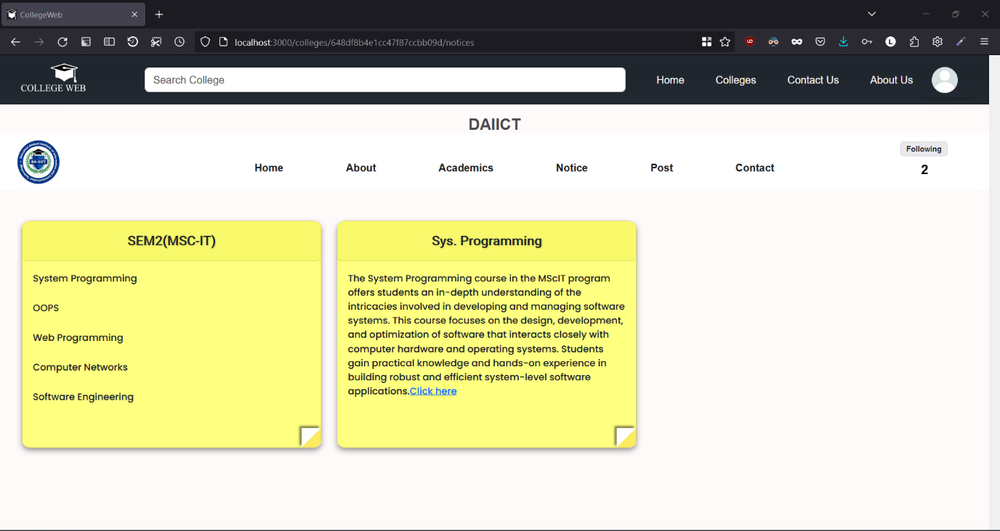 CollegeWeb
localhost:3000/colleges/648df8b4e1cc47f87ccbb09d/notices
COLLEGE WEB
Search College
Home
Colleges
Contact Us
About Us
DAIICT
DA-IICT
Home
About
Academics
Notice
Post
Contact
Following
2
SEM2(MSC-IT)
System Programming
OOPS
Web Programming
Computer Networks
Software Engineering
Sys. Programming
The System Programming course in the MScIT program
offers students an in-depth understanding of the
intricacies involved in developing and managing software
systems. This course focuses on the design, development,
and optimization of software that interacts closely with
computer hardware and operating systems. Students
gain practical knowledge and hands-on experience in
building robust and efficient system-level software
applications.Click here